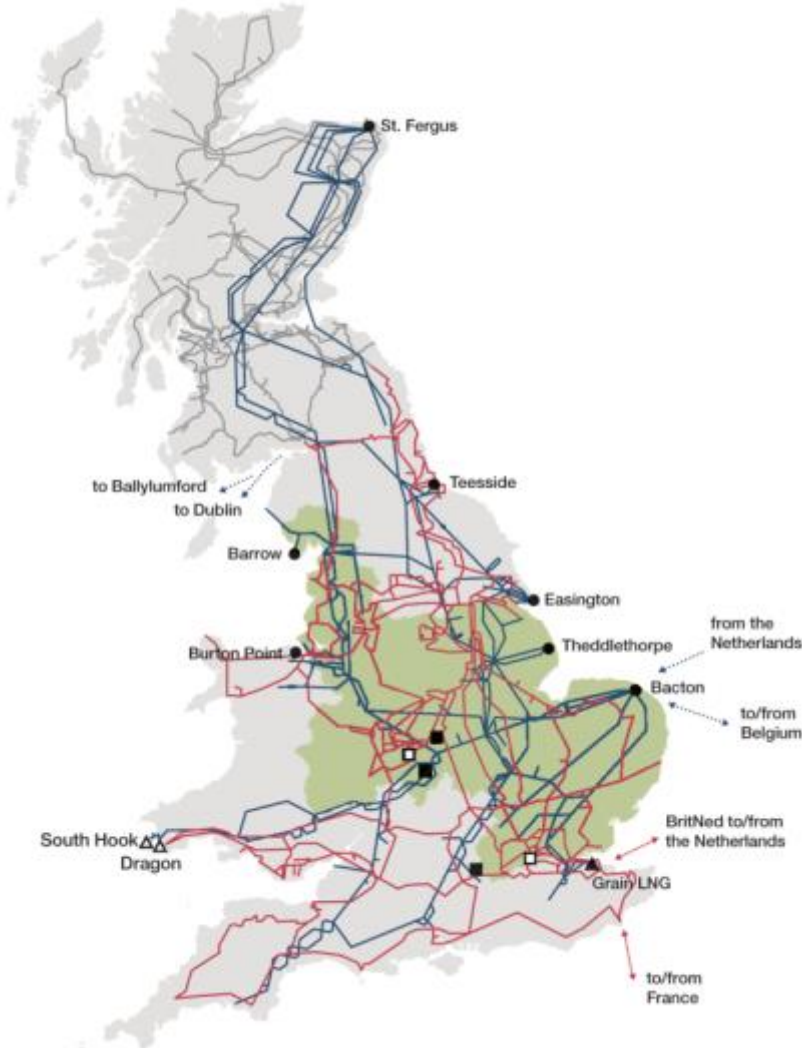 St. Fergus
to Ballylumford
to Dublin
Teesside
Barrow
Easington
from the
Netherlands
Burton Point
Theddlethorpe
Bacton
to/from
Belgium
South Hook
Dragon
BritNed to/from
the Netherlands
Grain LNG
to/from
France